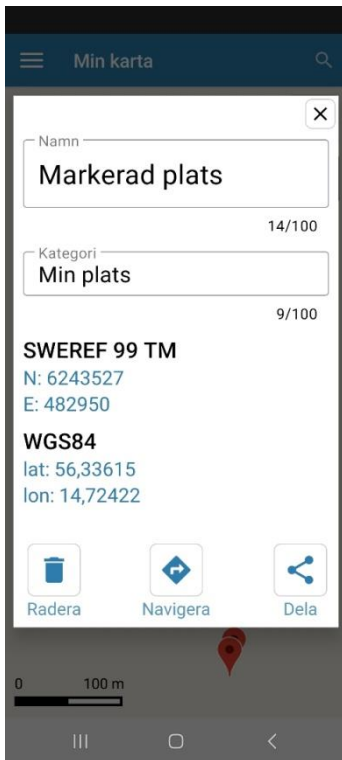 Min karta
Namn
Markerad plats
14/100
Kategori
Min plats
9/100
SWEREF 99 TM
N: 6243527
E: 482950
WGS84
lat: 56,33615
lon: 14,72422
Radera
Navigera
Dela
0
100 m